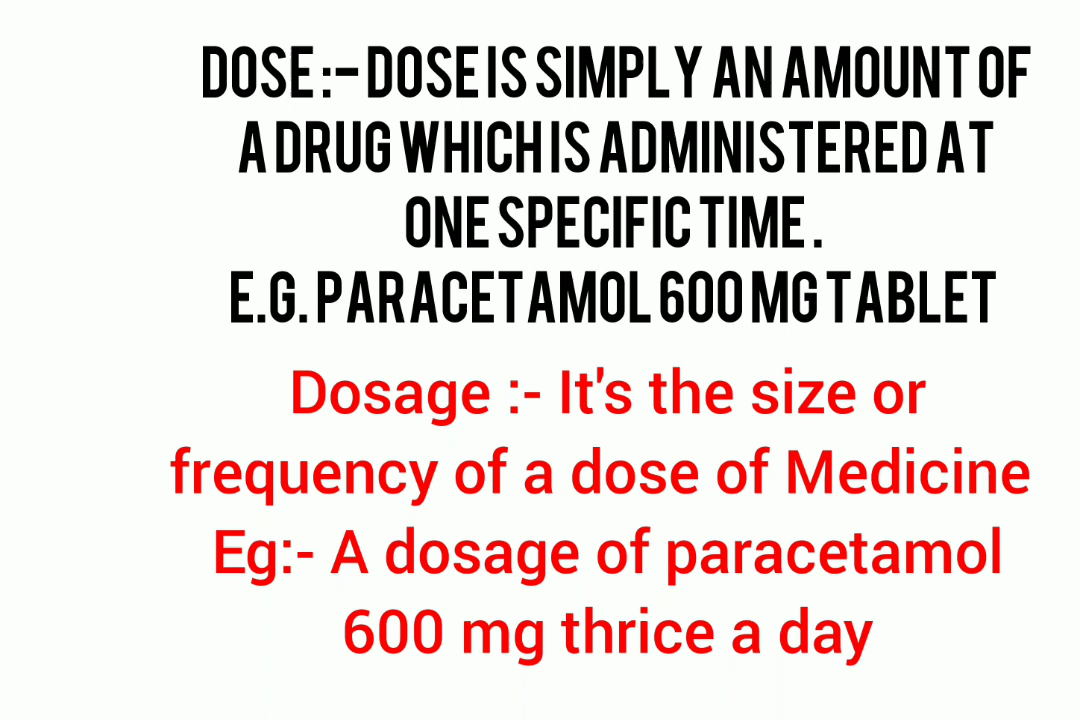 DOSE :- DOSE IS SIMPLY AN AMOUNT OF
A DRUG WHICH IS ADMINISTERED AT
ONE SPECIFIC TIME .
E.G. PARACETAMOL 600 MG TABLET
Dosage :- It's the size or
frequency of a dose of Medicine
Eg:- A dosage of paracetamol
600 mg thrice a day